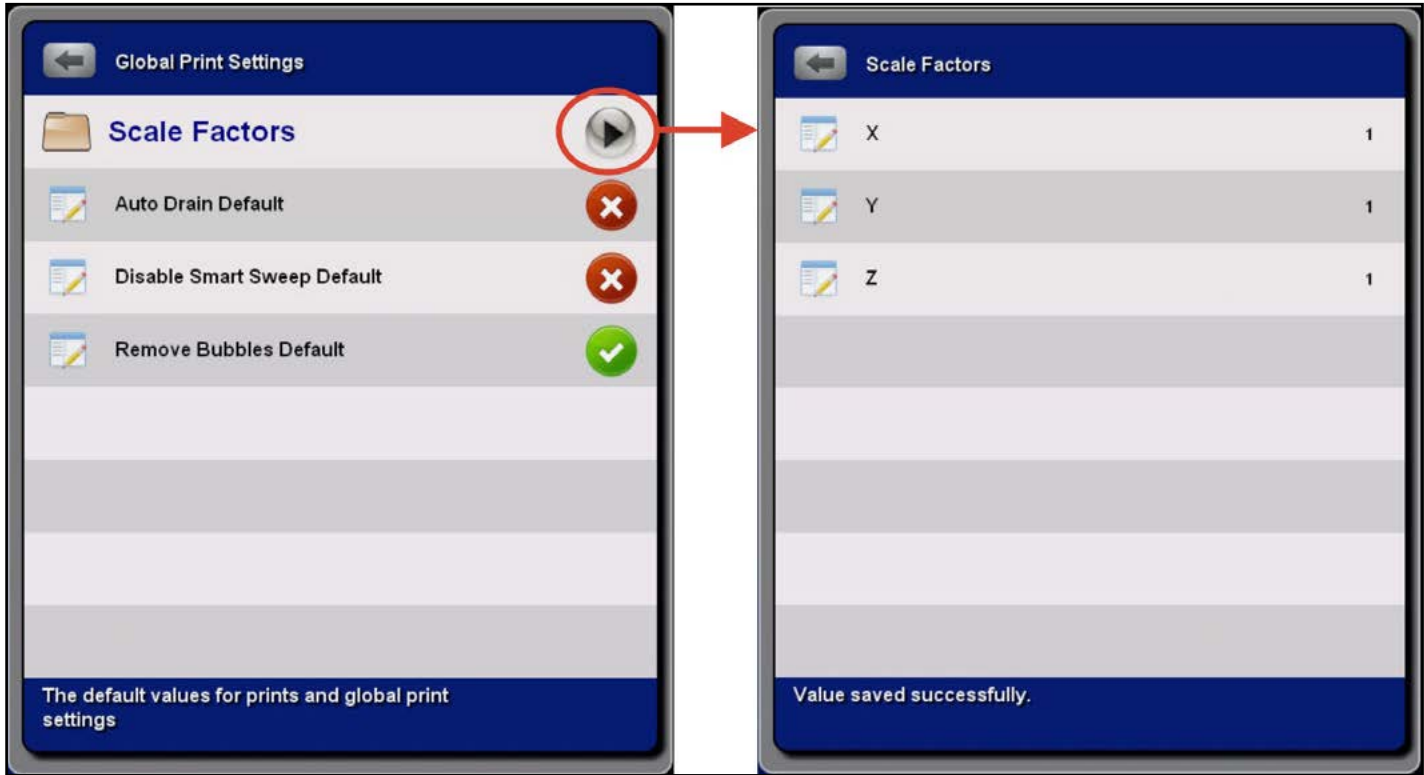 Global Print Settings
Scale Factors
Auto Drain Default
Disable Smart Sweep Default
Remove Bubbles Default
The default values for prints and global print
settings
Scale Factors
X 1
Y 1
Z 1
Value saved successfully.